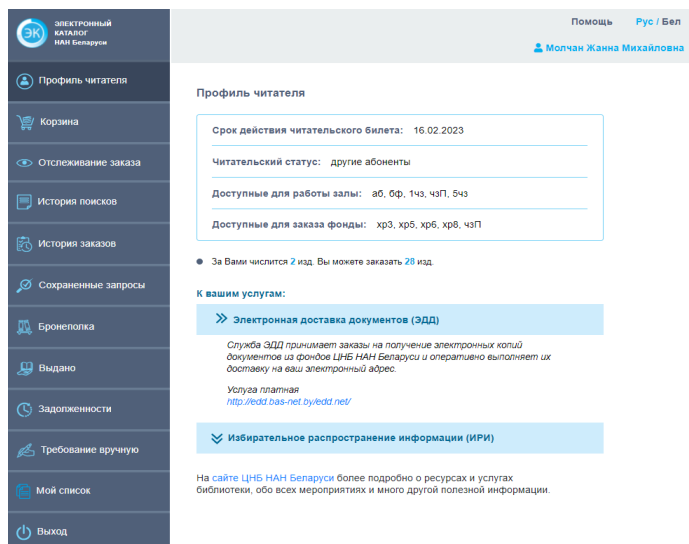 ЭК
ЭЛЕКТРОННЫЙ
КАТАЛОГ
НАН Беларуси
Помощь Рус / Бел
Молчан Жанна Михайловна
Профиль читателя
Корзина
Отслеживание заказа
История поисков
История заказов
Сохраненные запросы
Бронеполка
Выдано
Задолженности
Требование вручную
Мой список
Выход
Профиль читателя
Срок действия читательского билета: 16.02.2023
Читательский статус: другие абоненты
Доступные для работы залы: аб, бф, 1чз, чзП, 5чз
Доступные для заказа фонды: хр3, хр5, хр6, хр8, чзП
За Вами числится 2 изд. Вы можете заказать 28 изд.
К вашим услугам:
Электронная доставка документов (ЭДД)
Служба ЭДД принимает заказы на получение электронных копий
документов из фондов ЦНБ НАН Беларуси и оперативно выполняет их
доставку на ваш электронный адрес.
Услуга платная
http://edd.bas-net.by/edd.net/
Избирательное распространение информации (ИРИ)
На сайте ЦНБ НАН Беларуси более подробно о ресурсах и услугах
библиотеки, обо всех мероприятиях и много другой полезной информации.